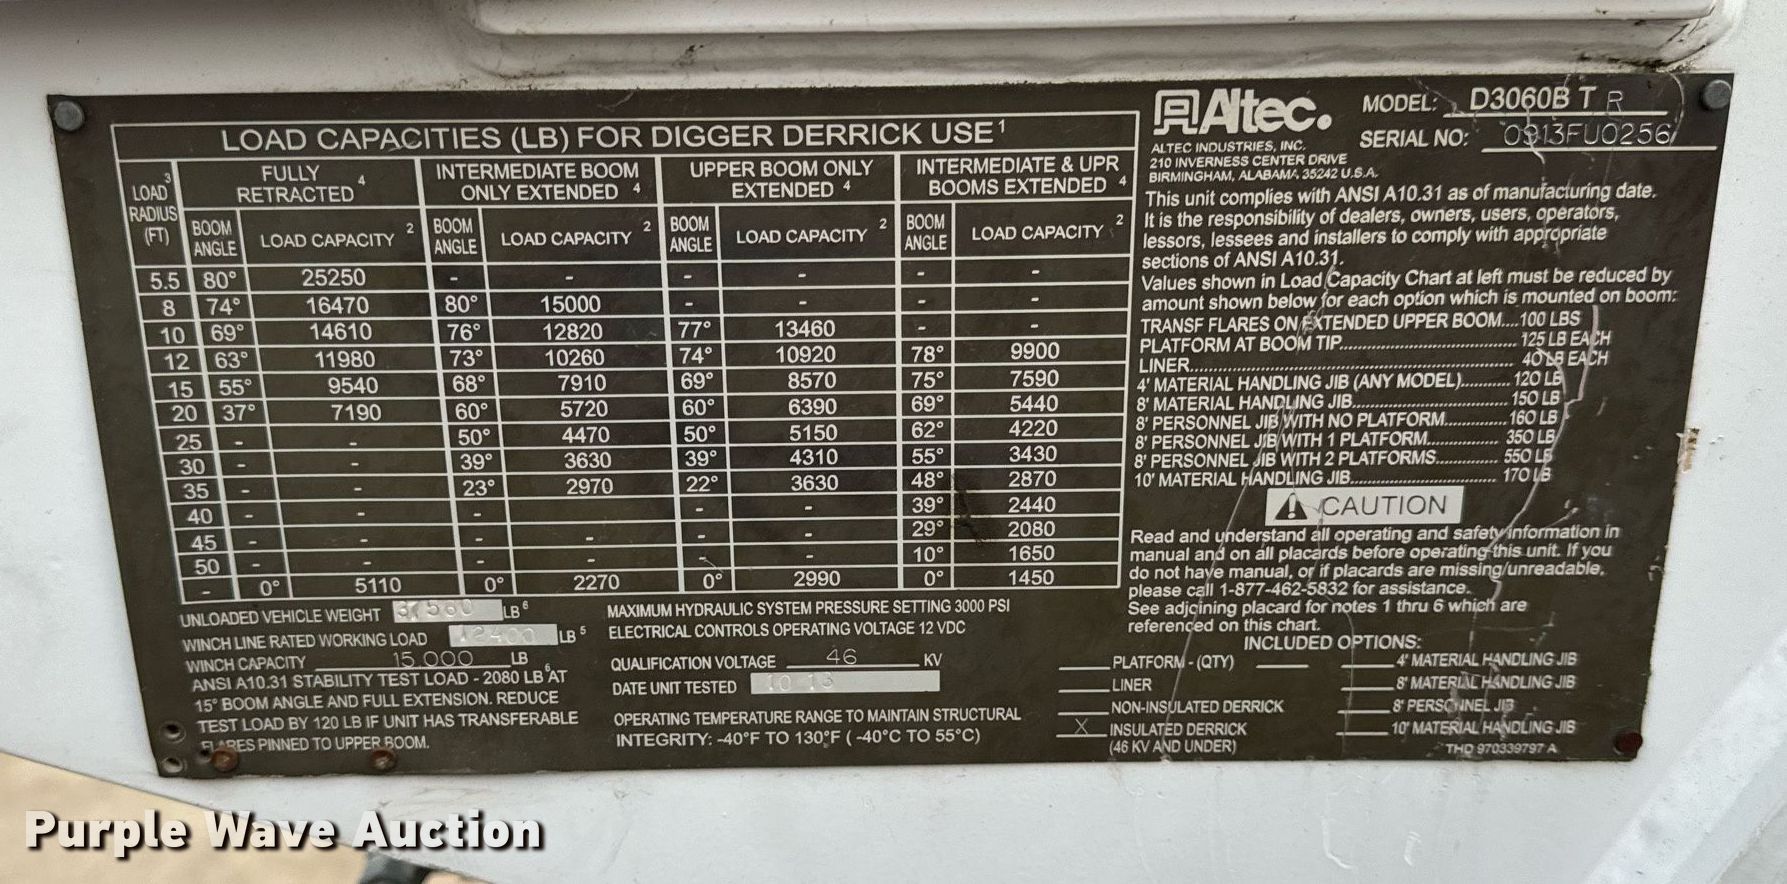 LOAD CAPACITIES (LB) FOR DIGGER DERRICK USE 1
LOAD 3 RADIUS (FT) | FULLY RETRACTED 4 | INTERMEDIATE BOOM ONLY EXTENDED 4 | UPPER BOOM ONLY EXTENDED 4 | INTERMEDIATE & UPR BOOMS EXTENDED 4
BOOM ANGLE | LOAD CAPACITY 2 | BOOM ANGLE | LOAD CAPACITY 2 | BOOM ANGLE | LOAD CAPACITY 2 | BOOM ANGLE | LOAD CAPACITY 2
5.5 | 80° | 25250 | - | - | - | - | - | -
8 | 74° | 16470 | 80° | 15000 | - | - | - | -
10 | 69° | 14610 | 76° | 12820 | 77° | 13460 | - | -
12 | 63° | 11980 | 73° | 10260 | 74° | 10920 | 78° | 9900
15 | 55° | 9540 | 68° | 7910 | 69° | 8570 | 75° | 7590
20 | 37° | 7190 | 60° | 5720 | 60° | 6390 | 69° | 5440
25 | - | - | 50° | 4470 | 50° | 5150 | 62° | 4220
30 | - | - | 39° | 3630 | 39° | 4310 | 55° | 3430
35 | - | - | 23° | 2970 | 22° | 3630 | 48° | 2870
40 | - | - | - | - | - | - | 39° | 2440
45 | - | - | - | - | - | - | 29° | 2080
50 | - | - | - | - | - | - | 10° | 1650
- | 0° | 5110 | 0° | 2270 | 0° | 2990 | 0° | 1450
UNLOADED VEHICLE WEIGHT LB 6
WINCH LINE RATED WORKING LOAD 12400 LB 5
WINCH CAPACITY 15,000 LB
ANSI A10.31 STABILITY TEST LOAD - 2080 LB 6 AT
15° BOOM ANGLE AND FULL EXTENSION. REDUCE
TEST LOAD BY 120 LB IF UNIT HAS TRANSFERABLE
FLARES PINNED TO UPPER BOOM.
MAXIMUM HYDRAULIC SYSTEM PRESSURE SETTING 3000 PSI
ELECTRICAL CONTROLS OPERATING VOLTAGE 12 VDC
QUALIFICATION VOLTAGE 46 KV
DATE UNIT TESTED 10 13
OPERATING TEMPERATURE RANGE TO MAINTAIN STRUCTURAL
INTEGRITY: -40°F TO 130°F ( -40°C TO 55°C)
Altec.
MODEL: D3060B TR
SERIAL NO: 0913FU0256
ALTEC INDUSTRIES, INC.
210 INVERNESS CENTER DRIVE
BIRMINGHAM, ALABAMA, 35242 U.S.A.
This unit complies with ANSI A10.31 as of manufacturing date.
It is the responsibility of dealers, owners, users, operators,
lessors, lessees and installers to comply with appropriate
sections of ANSI A10.31.
Values shown in Load Capacity Chart at left must be reduced by
amount shown below for each option which is mounted on boom:
TRANSF FLARES ON EXTENDED UPPER BOOM....100 LBS
PLATFORM AT BOOM TIP.......... 125 LB EACH
LINER.......... 40 LB EACH
4' MATERIAL HANDLING JIB (ANY MODEL).......... 120 LB
8' MATERIAL HANDLING JIB.......... 150 LB
8' PERSONNEL JIB WITH NO PLATFORM.......... 160 LB
8' PERSONNEL JIB WITH 1 PLATFORM.......... 350 LB
8' PERSONNEL JIB WITH 2 PLATFORMS.......... 550 LB
10' MATERIAL HANDLING JIB.......... 170 LB
CAUTION
Read and understand all operating and safety information in
manual and on all placards before operating this unit. If you
do not have manual, or if placards are missing/unreadable,
please call 1-877-462-5832 for assistance.
See adjoining placard for notes 1 thru 6 which are
referenced on this chart.
INCLUDED OPTIONS:
PLATFORM - (QTY)
LINER
NON-INSULATED DERRICK
X INSULATED DERRICK
(46 KV AND UNDER)
4' MATERIAL HANDLING JIB
8' MATERIAL HANDLING JIB
8' PERSONNEL JIB
10' MATERIAL HANDLING JIB
THD 970339797 A
Purple Wave Auction